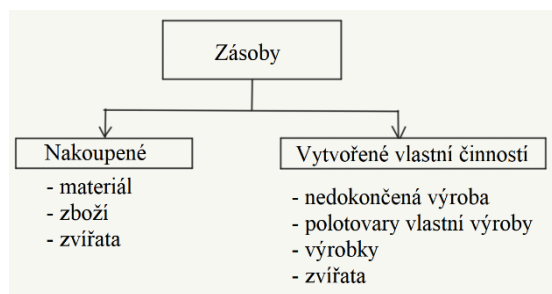 Zásoby
Nakoupené
- materiál
- zboží
- zvířata
Vytvořené vlastní činností
- nedokončená výroba
- polotovary vlastní výroby
- výrobky
- zvířata